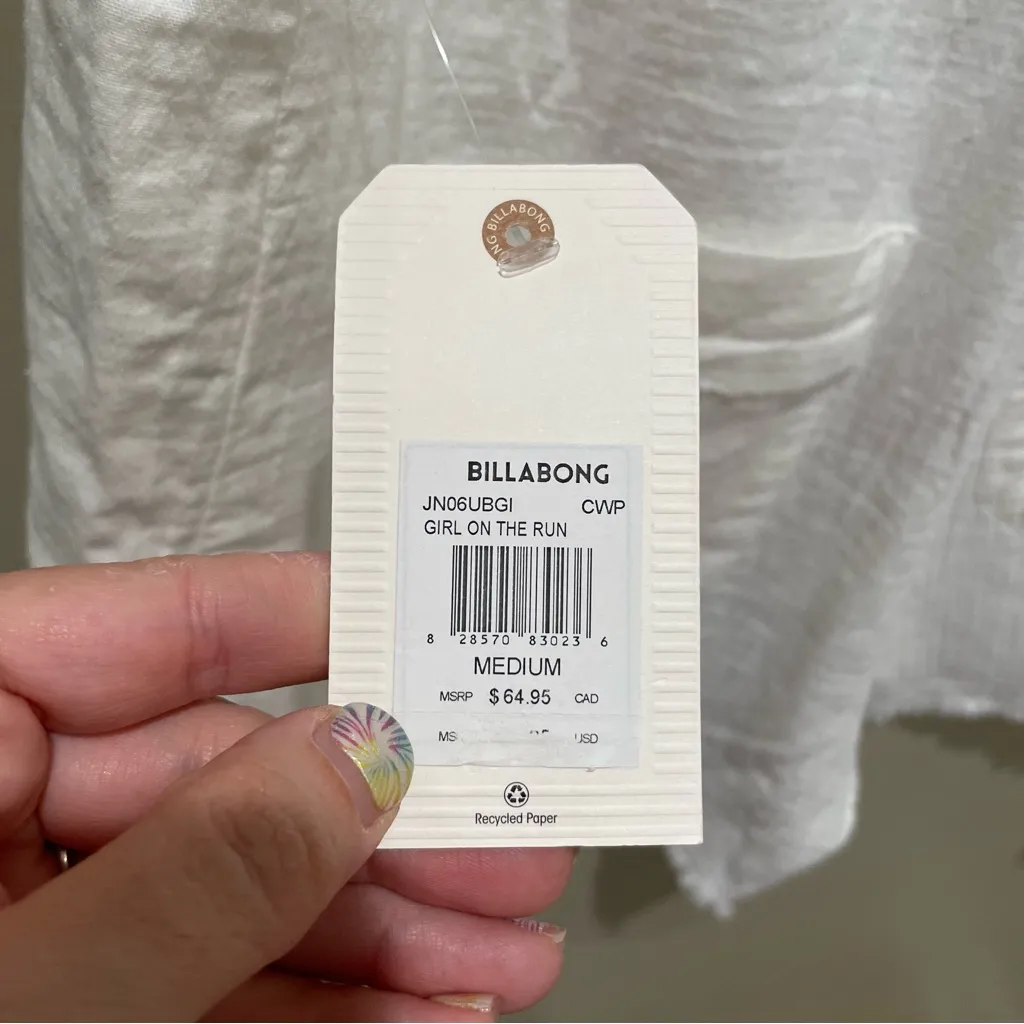 BILLABONG
BILLABONG
JN06UBGI CWP
GIRL ON THE RUN
8 28570 83023 6
MEDIUM
MSRP $64.95 CAD
USD
Recycled Paper